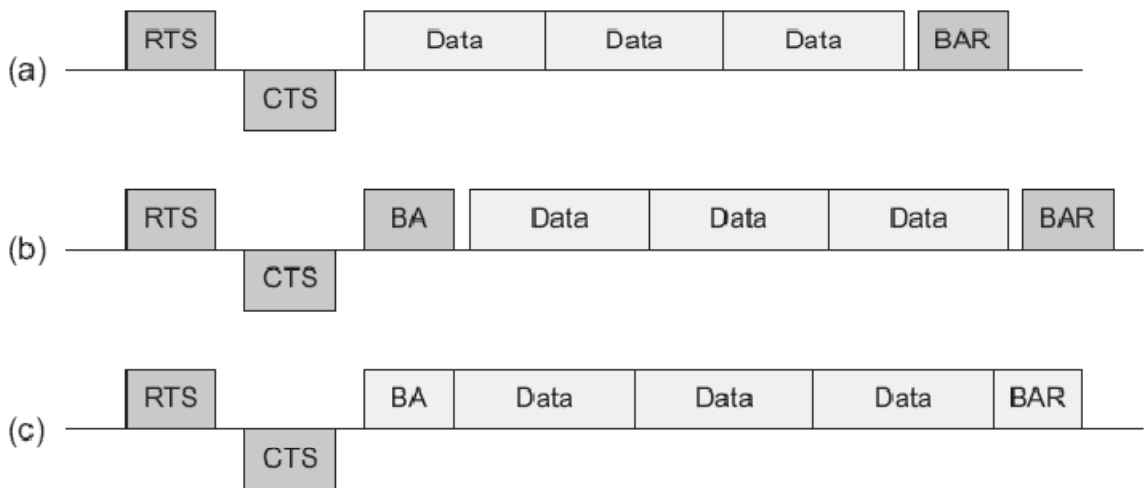 RTS Data Data Data BAR
(a)
CTS
RTS BA Data Data Data BAR
(b)
CTS
RTS BA Data Data Data BAR
(c)
CTS